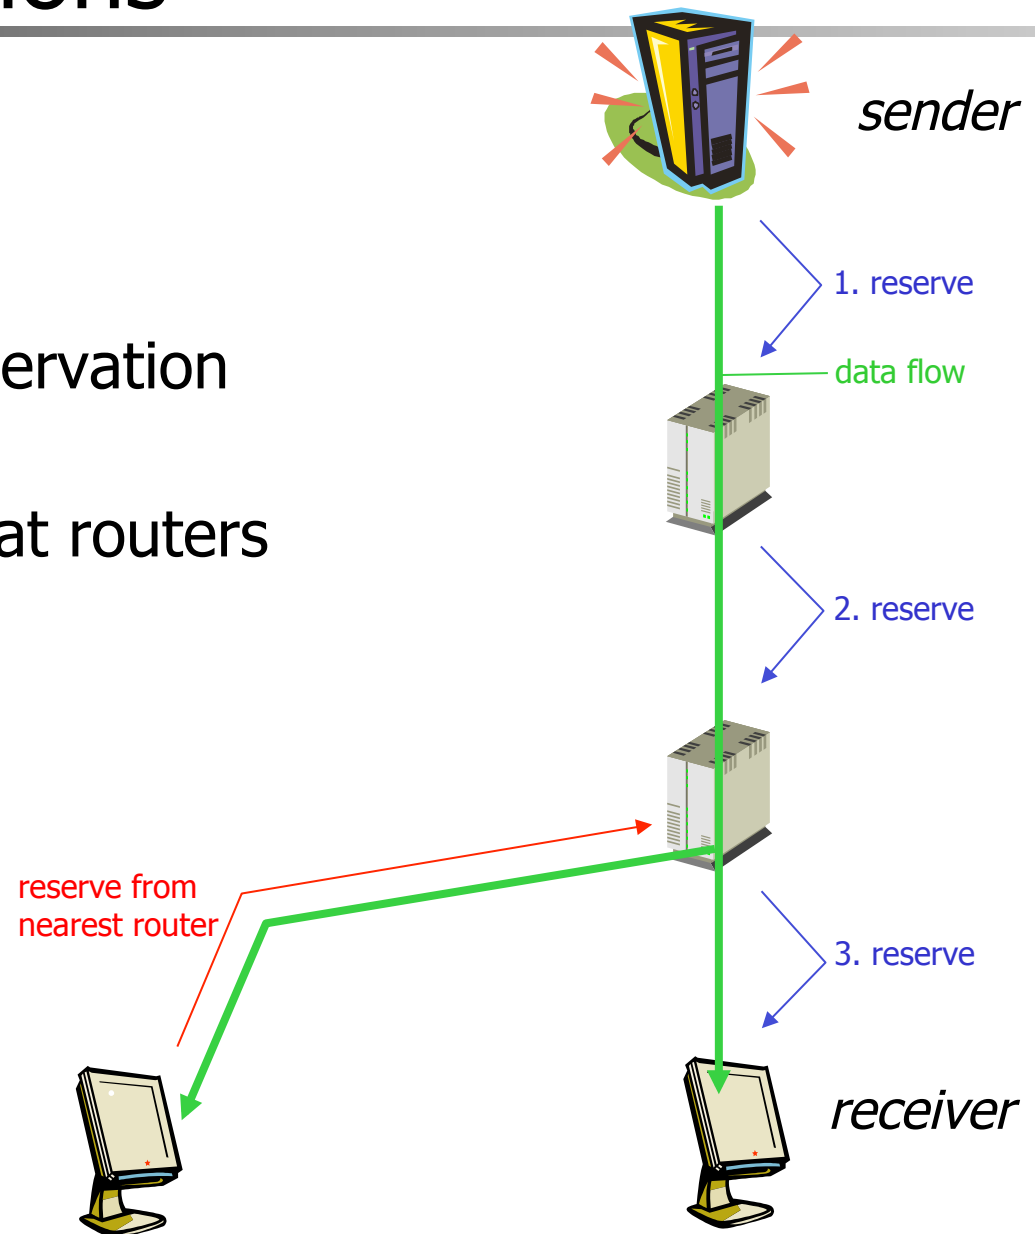 sender
1. reserve
ervation
data flow
at routers
2. reserve
reserve from
nearest router
3. reserve
receiver